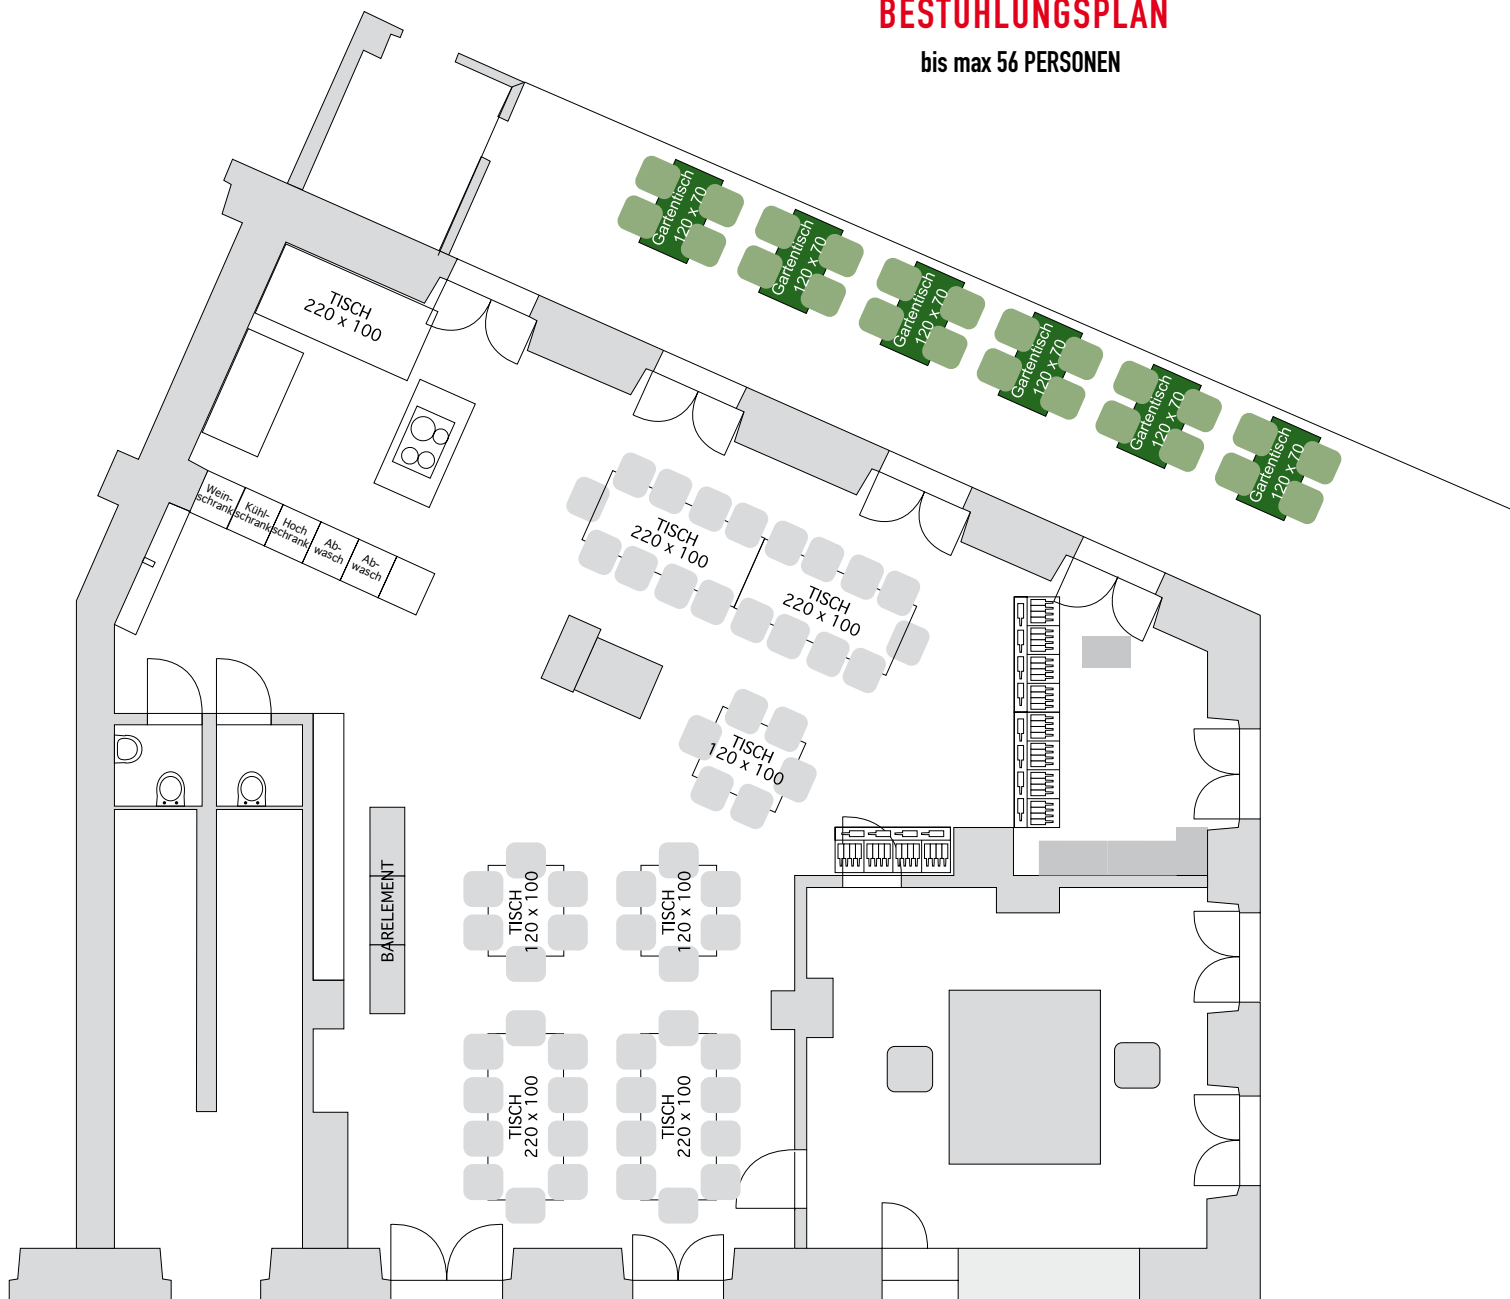 BESTUHLUNGSPLAN
bis max 56 PERSONEN
Gartentisch
120 x 70
Gartentisch
120 x 70
Gartentisch
120 x 70
Gartentisch
120 x 70
Gartentisch
120 x 70
Gartentisch
120 x 70
TISCH
220 x 100
Wein-
schrank
Kühl-
schrank
Hoch
schrank
Ab-
wasch
Ab-
wasch
TISCH
220 x 100
TISCH
220 x 100
TISCH
120 x 100
BARELEMENT
TISCH
120 x 100
TISCH
120 x 100
TISCH
220 x 100
TISCH
220 x 100